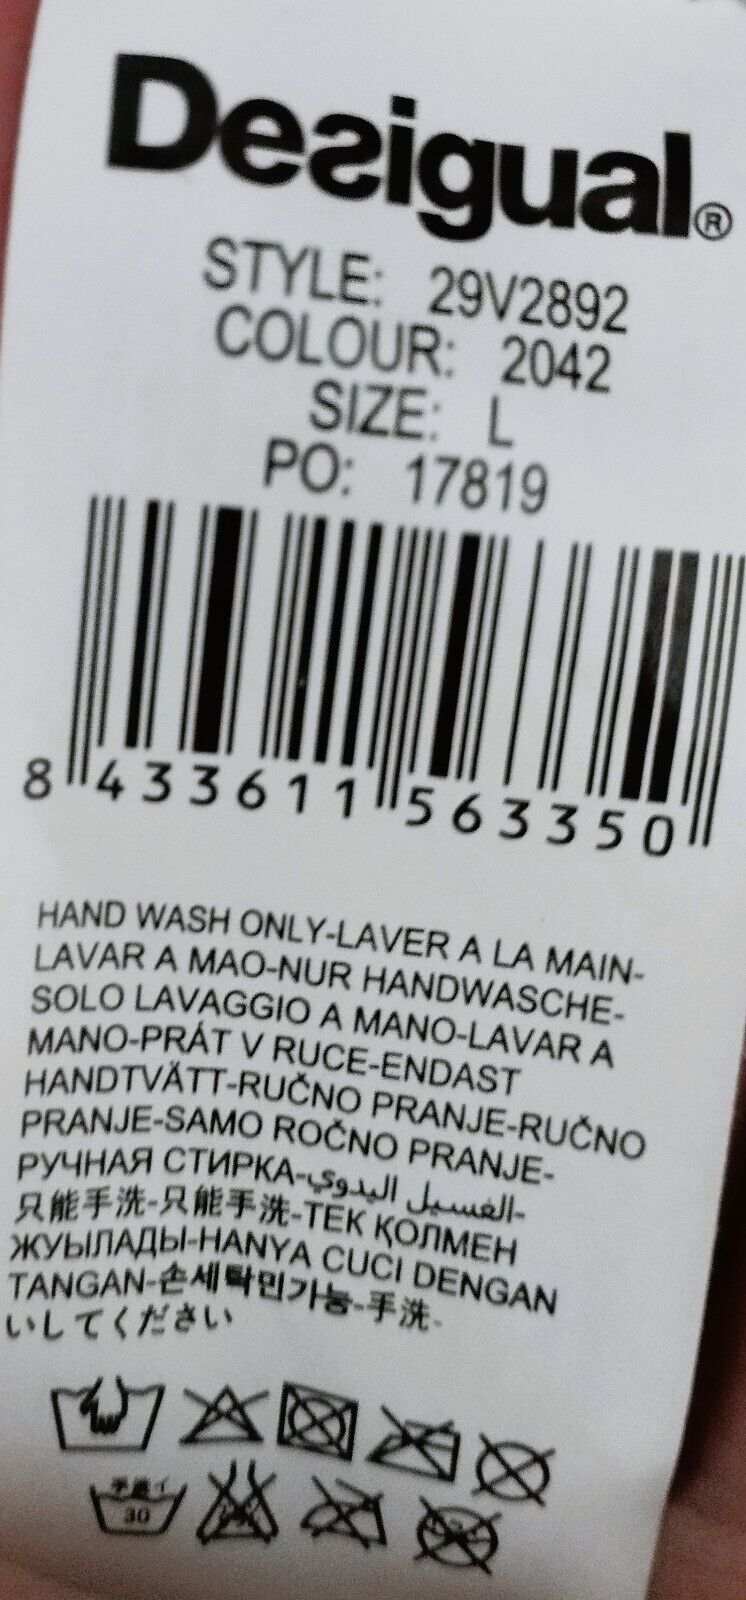 Desigual®
STYLE: 29V2892
COLOUR: 2042
SIZE: L
PO: 17819
8 433611 563350
HAND WASH ONLY-LAVER A LA MAIN-
LAVAR A MAO-NUR HANDWASCHE-
SOLO LAVAGGIO A MANO-LAVAR A
MANO-PRÁT V RUCE-ENDAST
HANDTVÄTT-RUČNO PRANJE-RUČNO
PRANJE-SAMO ROČNO PRANJE-
РУЧНАЯ СТИРКА-الغسيل اليدوي-
只能手洗-只能手洗-ТЕК ҚОЛМЕН
ЖУЫЛАДЫ-HANYA CUCI DENGAN
TANGAN-손세탁만가능-手洗-
いしてください
30